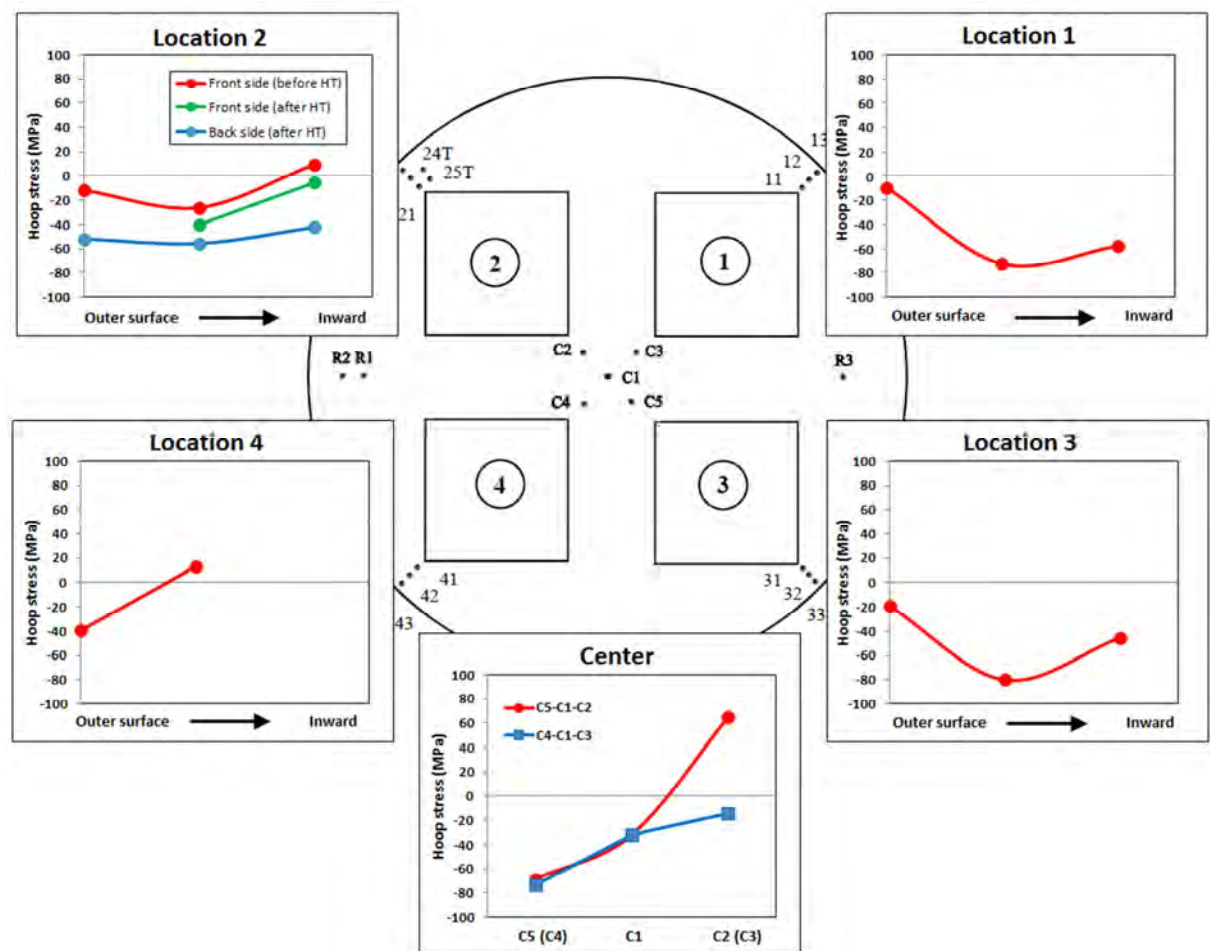 Location 2
100
80
60
40
20
0
-20
-40
-60
-80
-100
Hoop stress (MPa)
Front side (before HT)
Front side (after HT)
Back side (after HT)
Outer surface
Inward
Location 1
100
80
60
40
20
0
-20
-40
-60
-80
-100
Hoop stress (MPa)
Outer surface
Inward
24T
25T
21
13
12
11
2
1
C2
C3
R2 R1
C1
R3
C4
C5
4
3
41
42
43
31
32
33
Location 4
100
80
60
40
20
0
-20
-40
-60
-80
-100
Hoop stress (MPa)
Outer surface
Inward
Location 3
100
80
60
40
20
0
-20
-40
-60
-80
-100
Hoop stress (MPa)
Outer surface
Inward
Center
100
80
60
40
20
0
-20
-40
-60
-80
-100
Hoop stress (MPa)
C5-C1-C2
C4-C1-C3
C5 (C4)
C1
C2 (C3)